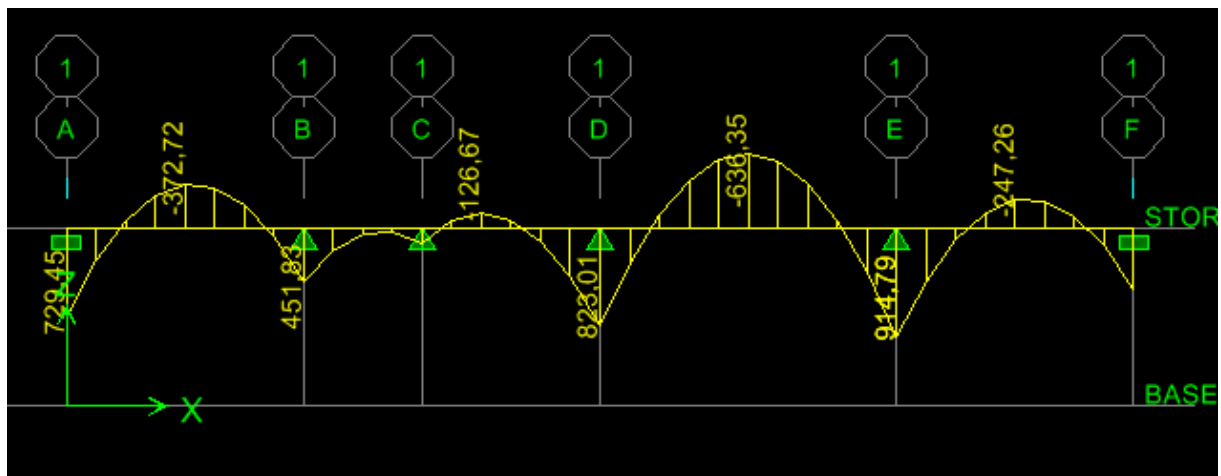 1 1 1 1 1 1
A B C D E F
-372,72
-126,67
-636,35
-247,26
STOR
729,45
451,83
823,01
914,79
Z
X
BASE